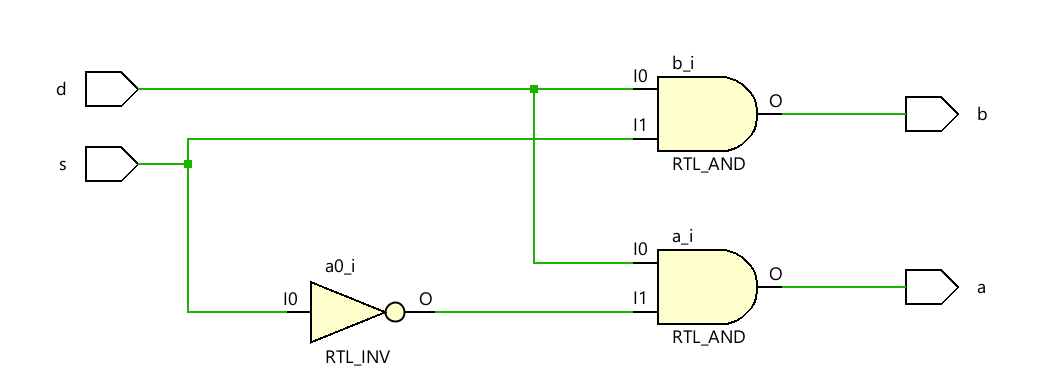 b_i
d
I0
O
b
I1
s
RTL_AND
a_i
I0
a0_i
O
a
I0
O
I1
RTL_INV
RTL_AND